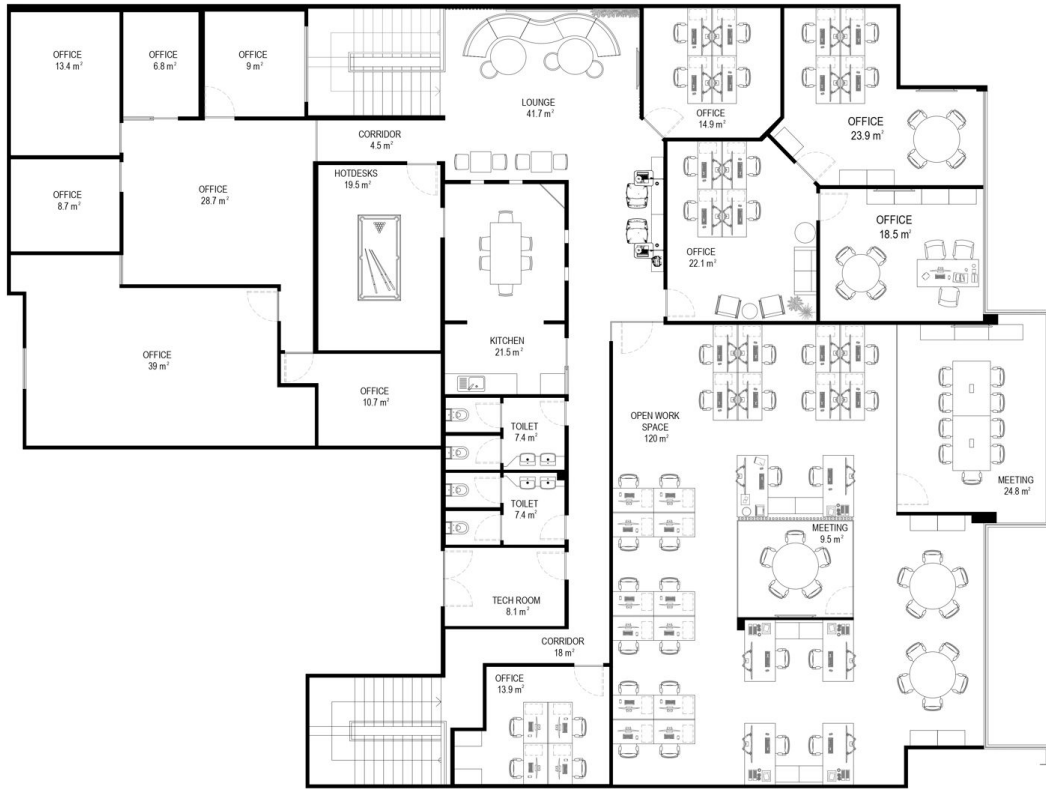 OFFICE
13.4 m²
OFFICE
6.8 m²
OFFICE
9 m²
LOUNGE
41.7 m²
OFFICE
14.9 m²
OFFICE
23.9 m²
CORRIDOR
4.5 m²
HOTDESKS
19.5 m²
OFFICE
8.7 m²
OFFICE
28.7 m²
OFFICE
18.5 m²
OFFICE
22.1 m²
KITCHEN
21.5 m²
OFFICE
39 m²
OFFICE
10.7 m²
TOILET
7.4 m²
OPEN WORK
SPACE
120 m²
MEETING
24.8 m²
TOILET
7.4 m²
MEETING
9.5 m²
TECH ROOM
8.1 m²
CORRIDOR
18 m²
OFFICE
13.9 m²